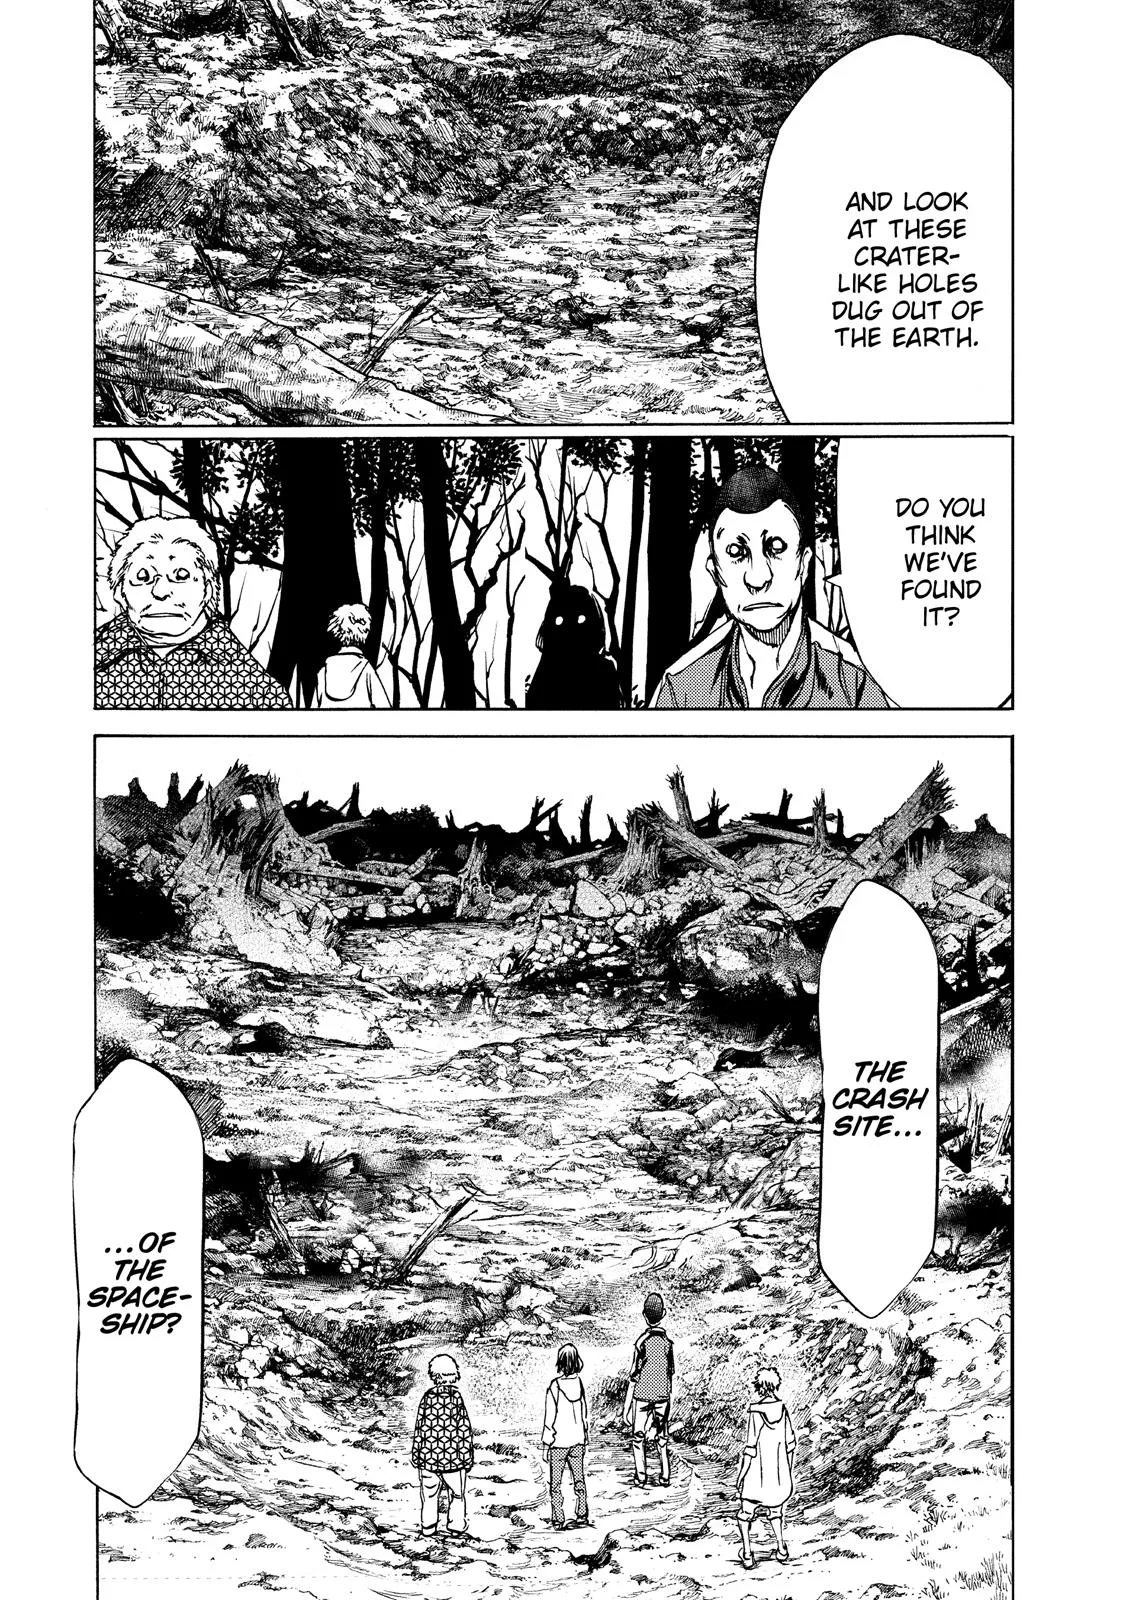 AND LOOK
AT THESE
CRATER-
LIKE HOLES
DUG OUT OF
THE EARTH.
DO YOU
THINK
WE'VE
FOUND
IT?
THE
CRASH
SITE...
...OF
THE
SPACE-
SHIP?